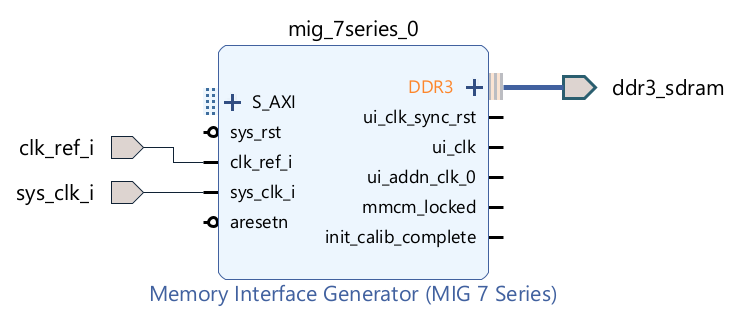 mig_7series_0
DDR3
ddr3_sdram
S_AXI
ui_clk_sync_rst
sys_rst
clk_ref_i
ui_clk
clk_ref_i
ui_addn_clk_0
sys_clk_i
sys_clk_i
mmcm_locked
aresetn
init_calib_complete
Memory Interface Generator (MIG 7 Series)